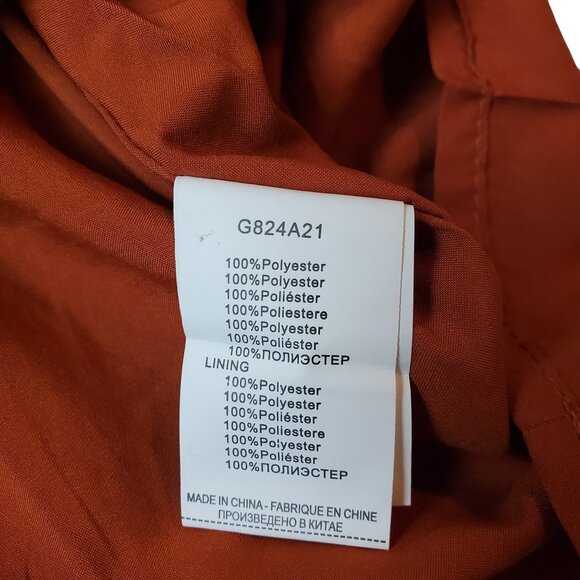 G824A21
100%Polyester
100%Polyester
100%Poliéster
100%Poliestere
100%Polyester
100%Poliéster
100%ПОЛИЭСТЕР
LINING
100%Polyester
100%Polyester
100%Poliéster
100%Poliestere
100%Polyester
100%Poliéster
100%ПОЛИЭСТЕР
MADE IN CHINA- FABRIQUE EN CHINE
ПРОИЗВЕДЕНО В КИТАЕ